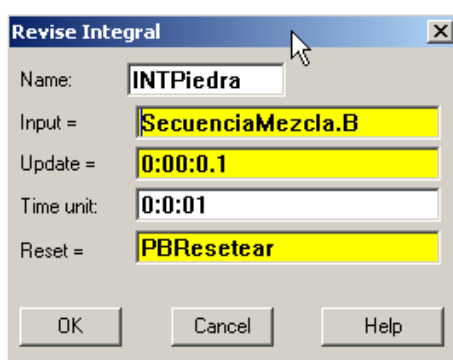 Revise Integral
Name: INTPiedra
Input = SecuenciaMezcla.B
Update = 0:00:0.1
Time unit: 0:0:01
Reset = PBResetear
OK Cancel Help